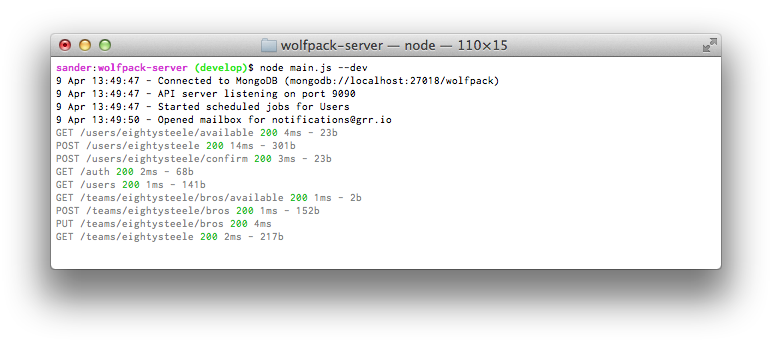 wolfpack-server — node — 110×15
sander:wolfpack-server (develop)$ node main.js --dev
9 Apr 13:49:47 - Connected to MongoDB (mongodb://localhost:27018/wolfpack)
9 Apr 13:49:47 - API server listening on port 9090
9 Apr 13:49:47 - Started scheduled jobs for Users
9 Apr 13:49:50 - Opened mailbox for notifications@grr.io
GET /users/eightysteele/available 200 4ms - 23b
POST /users/eightysteele 200 14ms - 301b
POST /users/eightysteele/confirm 200 3ms - 23b
GET /auth 200 2ms - 68b
GET /users 200 1ms - 141b
GET /teams/eightysteele/bros/available 200 1ms - 2b
POST /teams/eightysteele/bros 200 1ms - 152b
PUT /teams/eightysteele/bros 200 4ms
GET /teams/eightysteele 200 2ms - 217b